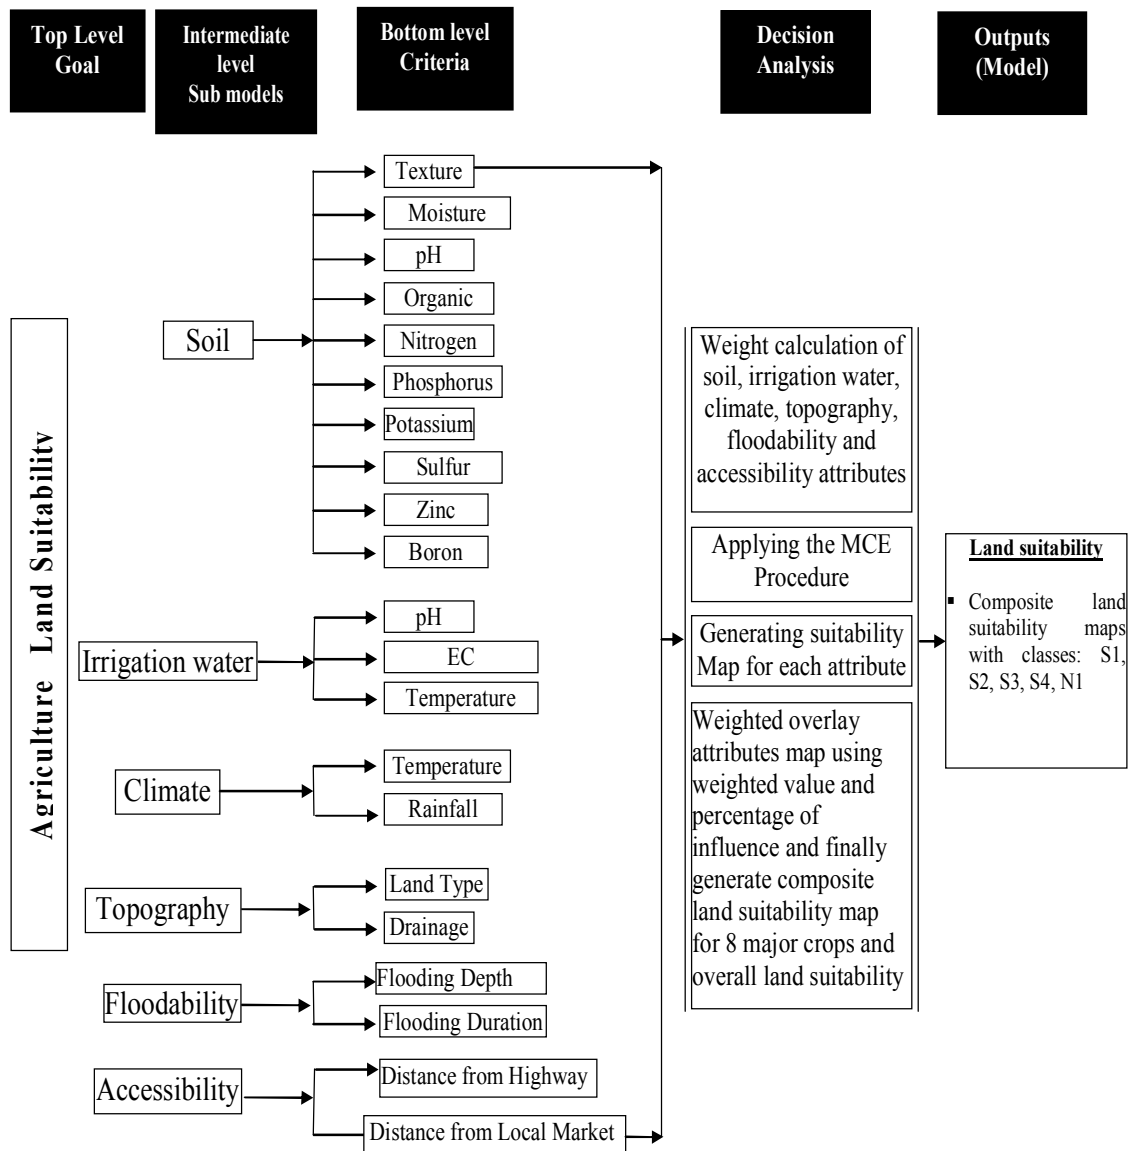 Top Level
Goal
Intermediate
level
Sub models
Bottom level
Criteria
Decision
Analysis
Outputs
(Model)
Agriculture Land Suitability
Soil
Texture
Moisture
pH
Organic
Nitrogen
Phosphorus
Potassium
Sulfur
Zinc
Boron
Irrigation water
pH
EC
Temperature
Climate
Temperature
Rainfall
Topography
Land Type
Drainage
Floodability
Flooding Depth
Flooding Duration
Accessibility
Distance from Highway
Distance from Local Market
Weight calculation of
soil, irrigation water,
climate, topography,
floodability and
accessibility attributes
Applying the MCE
Procedure
Generating suitability
Map for each attribute
Weighted overlay
attributes map using
weighted value and
percentage of
influence and finally
generate composite
land suitability map
for 8 major crops and
overall land suitability
Land suitability
▪ Composite land
suitability maps
with classes: S1,
S2, S3, S4, N1